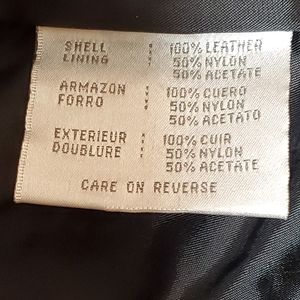 SHELL : 100% LEATHER
LINING : 50% NYLON
50% ACETATE
ARMAZON : 100% CUERO
FORRO : 50% NYLON
50% ACETATO
EXTERIEUR : 100% CUIR
DOUBLURE : 50% NYLON
50% ACETATE
CARE ON REVERSE